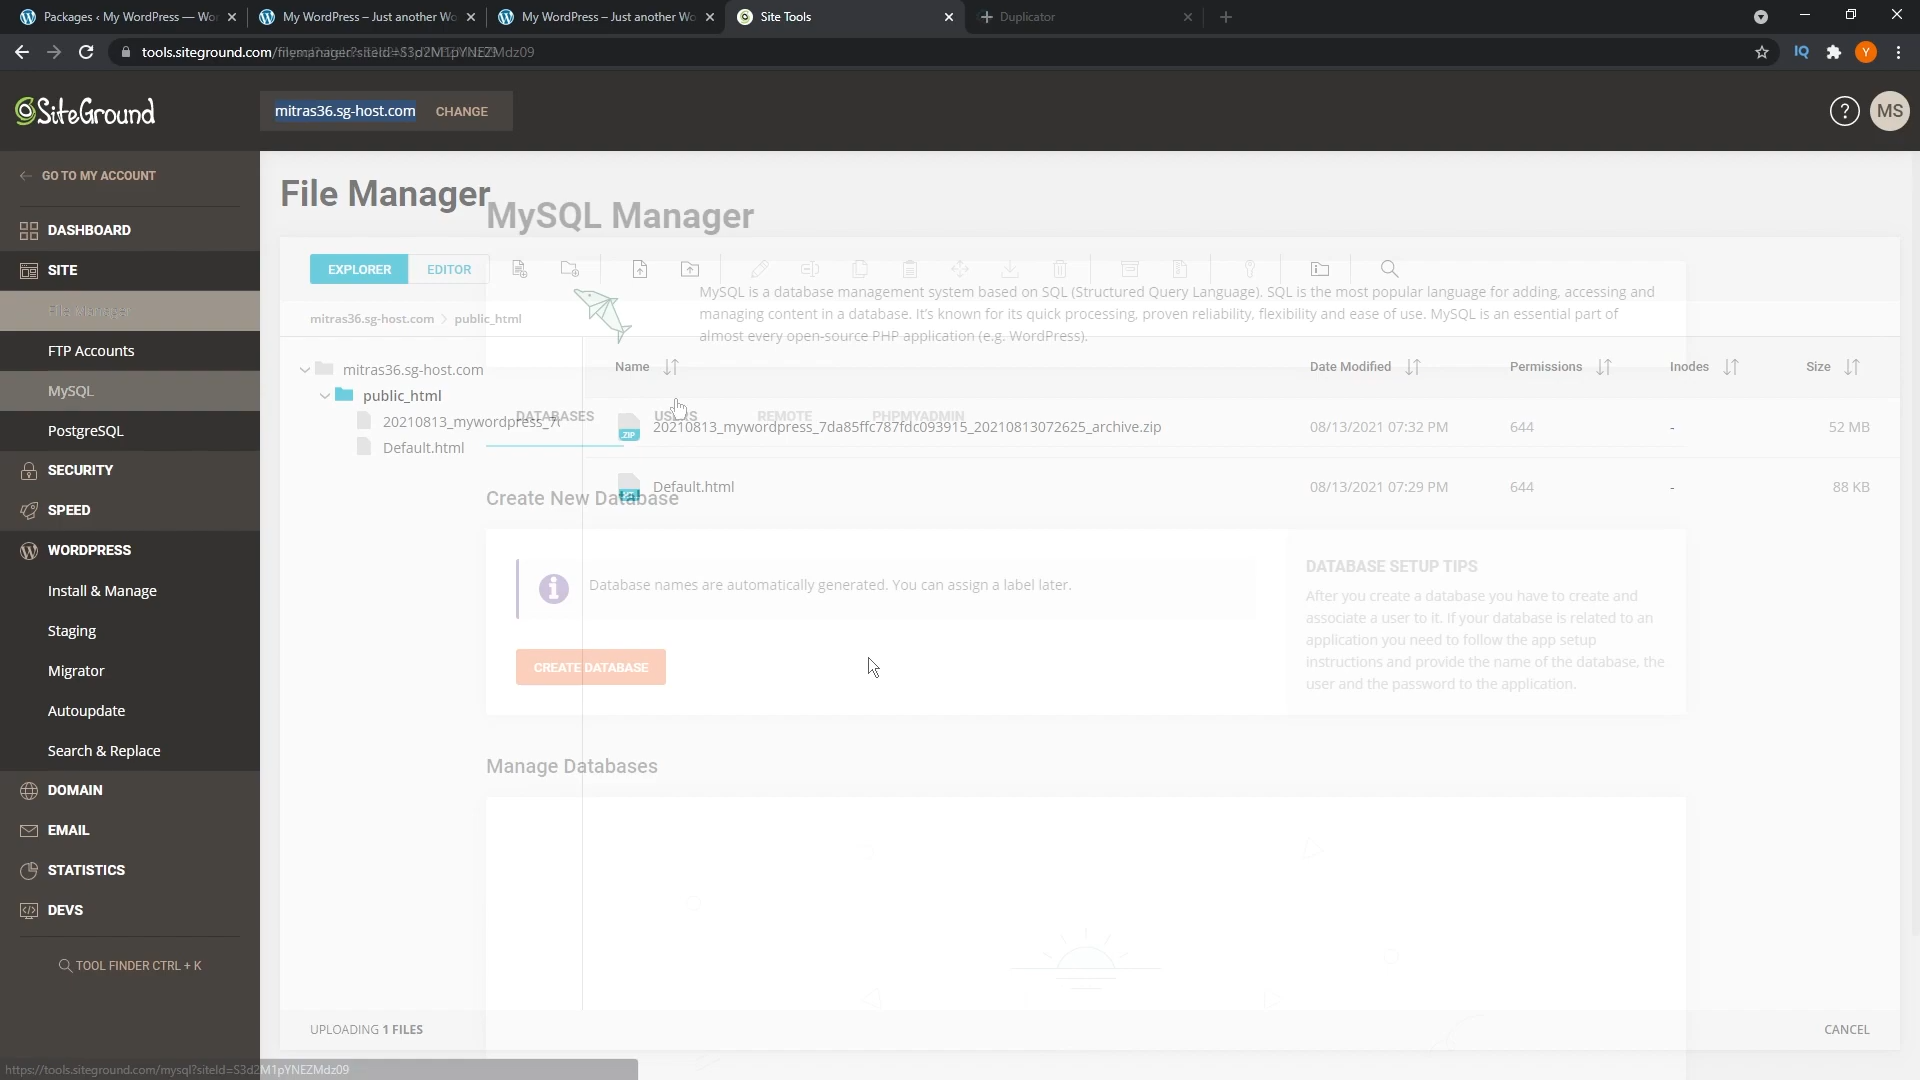 Packages ‹ My WordPress — Wor
My WordPress – Just another Wo
My WordPress – Just another Wo
Site Tools
Duplicator
tools.siteground.com/
IQ
Y
SiteGround
mitras36.sg-host.com
CHANGE
?
MS
GO TO MY ACCOUNT
DASHBOARD
SITE
File Manager
FTP Accounts
MySQL
PostgreSQL
SECURITY
SPEED
WORDPRESS
Install & Manage
Staging
Migrator
Autoupdate
Search & Replace
DOMAIN
EMAIL
STATISTICS
DEVS
TOOL FINDER CTRL + K
File Manager
MySQL Manager
EXPLORER
EDITOR
MySQL is a database management system based on SQL (Structured Query Language). SQL is the most popular language for adding, accessing and
managing content in a database. It's known for its quick processing, proven reliability, flexibility and ease of use. MySQL is an essential part of
almost every open-source PHP application (e.g. WordPress).
mitras36.sg-host.com > public_html
mitras36.sg-host.com
public_html
20210813_mywordpress_7
Default.html
Name
Date Modified
Permissions
Inodes
Size
DATABASES
USERS
REMOTE
PHPMYADMIN
ZIP
20210813_mywordpress_7da85ffc787fdc093915_20210813072625_archive.zip
08/13/2021 07:32 PM
644
-
52 MB
Default.html
08/13/2021 07:29 PM
644
-
88 KB
Create New Database
Database names are automatically generated. You can assign a label later.
CREATE DATABASE
DATABASE SETUP TIPS
After you create a database you have to create and
associate a user to it. If your database is related to an
application you need to follow the app setup
instructions and provide the name of the database, the
user and the password to the application.
Manage Databases
UPLOADING 1 FILES
CANCEL
https://tools.siteground.com/mysql?siteId=S3d2M1pYNEZMdz09